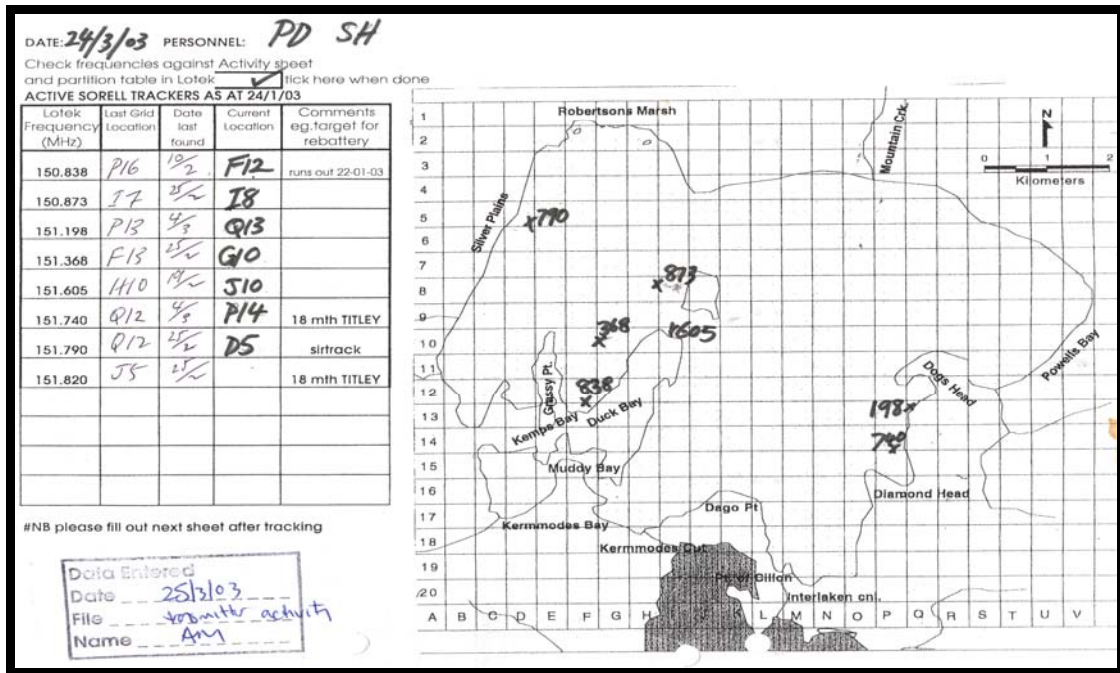 DATE: 24/3/03 PERSONNEL: PD SH
Check frequencies against Activity sheet
and partition table in Lotek ✓ tick here when done
ACTIVE SORELL TRACKERS AS AT 24/1/03
Lotek Frequency (MHz) Last Grid Location Date last found Current Location Comments eg.target for rebattery
150.838 P16 10/2 F12 runs out 22-01-03
150.873 I7 25/2 I8
151.198 P13 4/3 Q13
151.368 F13 25/2 G10
151.605 H10 19/2 J10
151.740 Q12 4/3 P14 18 mth TITLEY
151.790 Q12 25/2 D5 sirtrack
151.820 J5 25/2 18 mth TITLEY
#NB please fill out next sheet after tracking
Data Entered
Date 25/3/03
File activity
Name AM
1
2
3
4
5
6
7
8
9
10
11
12
13
14
15
16
17
18
19
20
A B C D E F G H K L M N O P Q R S T U V
Robertsons Marsh
Mountain Crk.
N
0 1 2
Kilometers
Silver Plains
x790
873
x
368
x
x605
838
x
Grassy Pt.
Kemps Bay
Duck Bay
Muddy Bay
Kermmodes Bay
Kermmodes Cut
Dago Pt
Interlaken cnl.
198x
740
x
Dogs Head
Powells Bay
Diamond Head